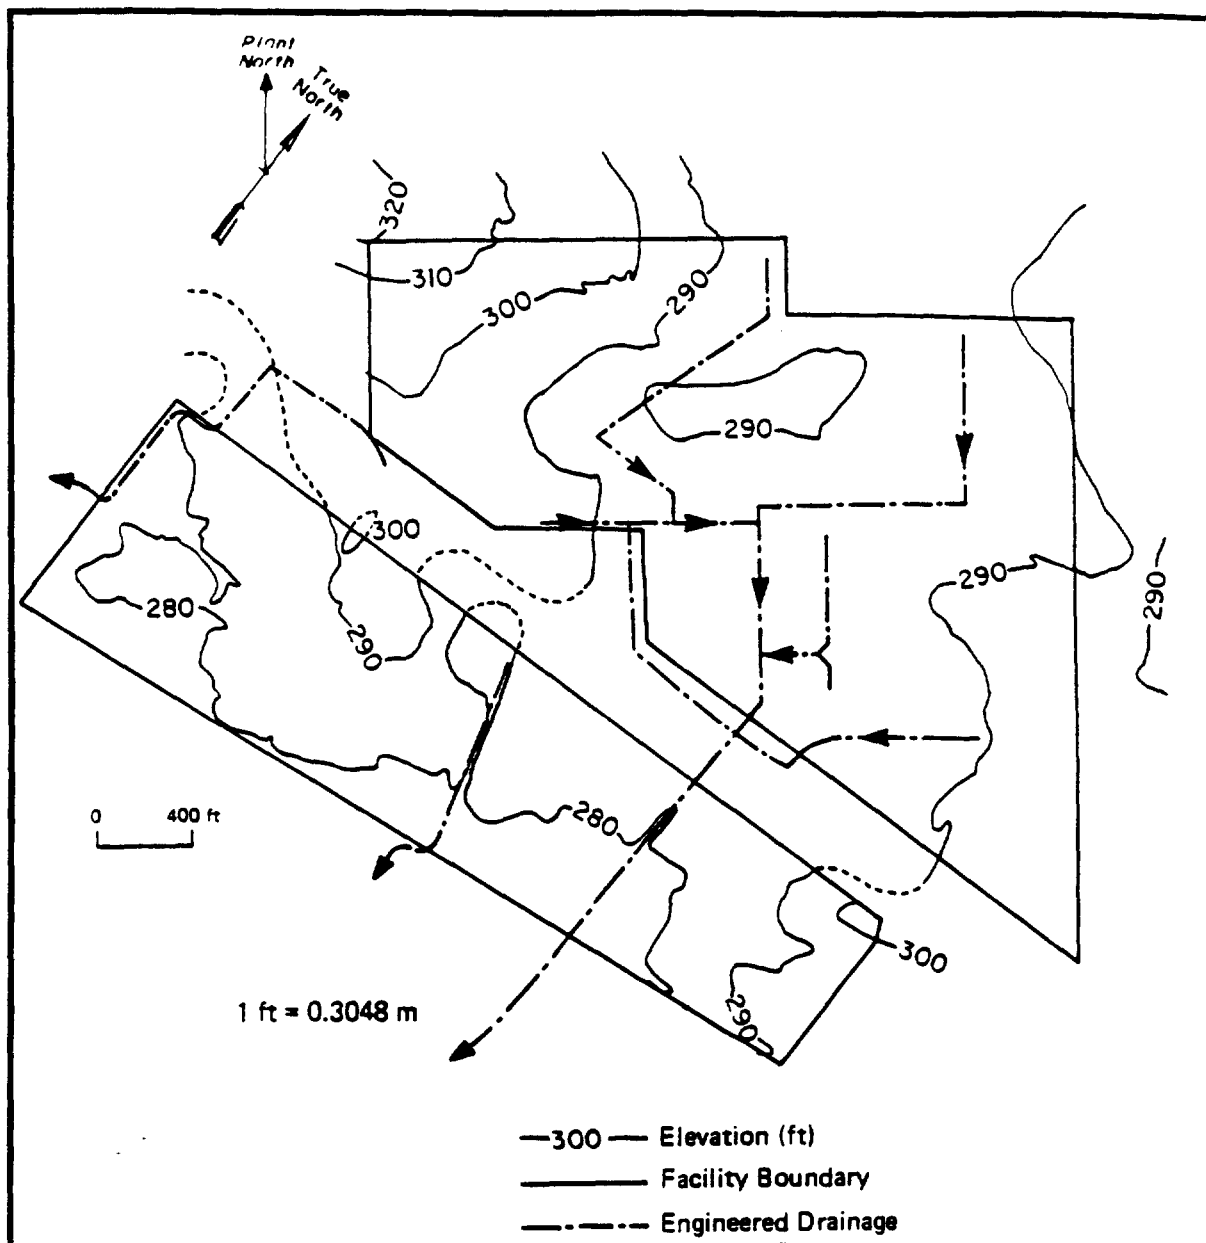 Plant
North
True
North
320
310
300
290
290
300
290
280
290
290
280
300
290
0 400 ft
1 ft = 0.3048 m
300 Elevation (ft)
Facility Boundary
Engineered Drainage